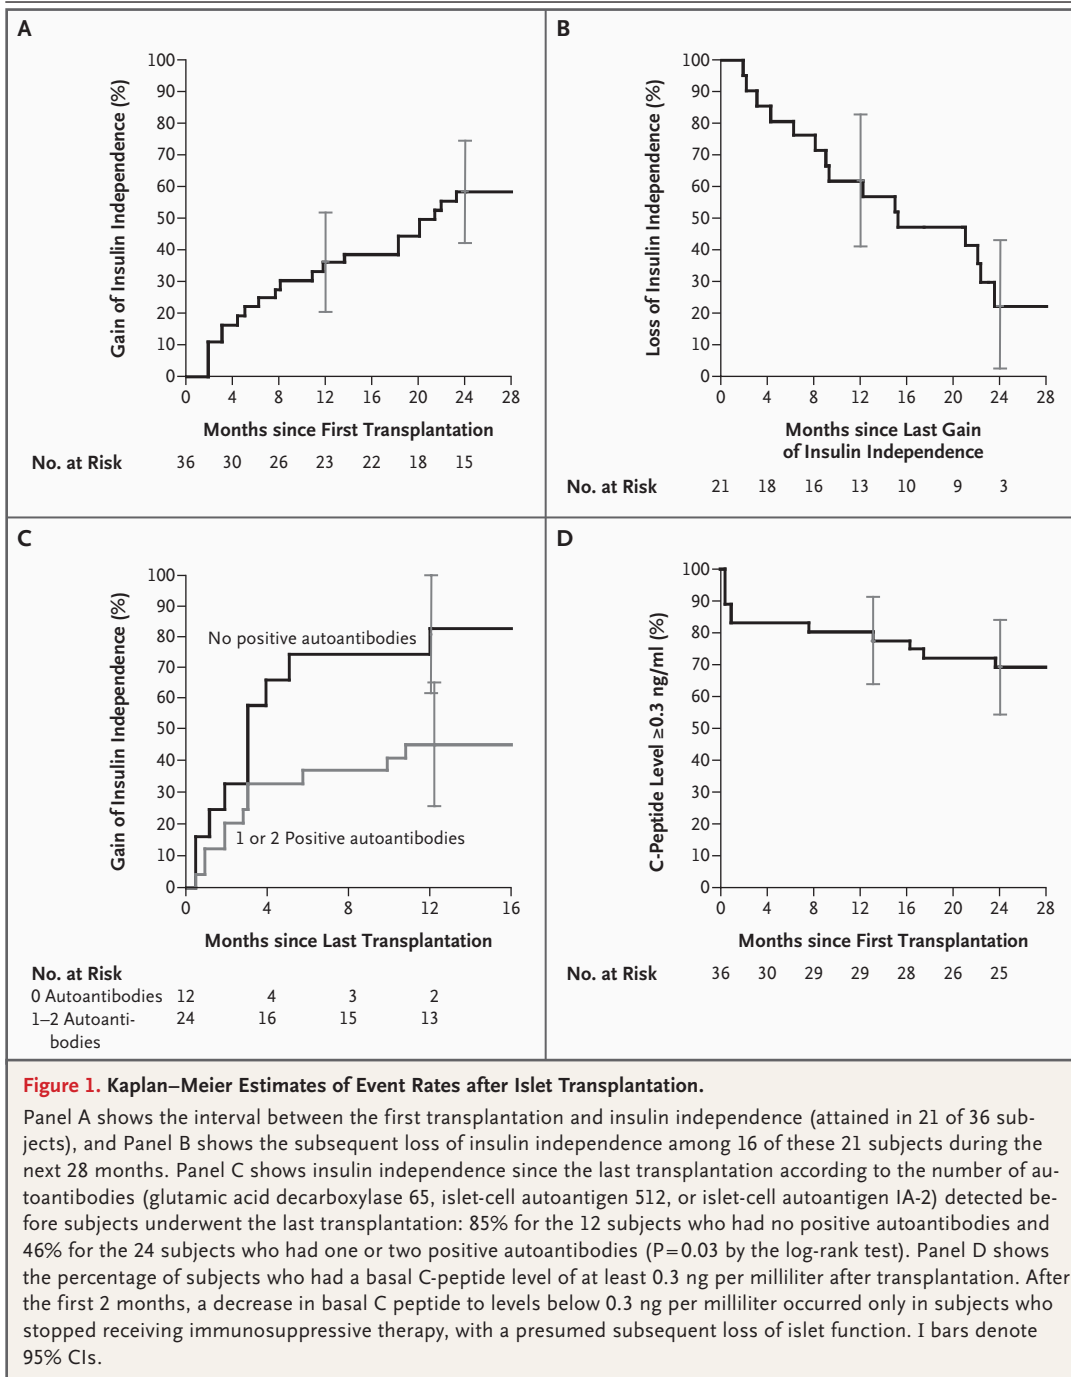 A
Gain of Insulin Independence (%)
100
90
80
70
60
50
40
30
20
10
0
0 4 8 12 16 20 24 28
Months since First Transplantation
No. at Risk 36 30 26 23 22 18 15
B
Loss of Insulin Independence (%)
100
90
80
70
60
50
40
30
20
10
0
0 4 8 12 16 20 24 28
Months since Last Gain
of Insulin Independence
No. at Risk 21 18 16 13 10 9 3
C
Gain of Insulin Independence (%)
100
90
80
70
60
50
40
30
20
10
0
No positive autoantibodies
1 or 2 Positive autoantibodies
0 4 8 12 16
Months since Last Transplantation
No. at Risk
0 Autoantibodies 12 4 3 2
1–2 Autoanti- 24 16 15 13
bodies
D
C-Peptide Level ≥0.3 ng/ml (%)
100
90
80
70
60
50
40
30
20
10
0
0 4 8 12 16 20 24 28
Months since First Transplantation
No. at Risk 36 30 29 29 28 26 25
Figure 1. Kaplan–Meier Estimates of Event Rates after Islet Transplantation.
Panel A shows the interval between the first transplantation and insulin independence (attained in 21 of 36 sub-
jects), and Panel B shows the subsequent loss of insulin independence among 16 of these 21 subjects during the
next 28 months. Panel C shows insulin independence since the last transplantation according to the number of au-
toantibodies (glutamic acid decarboxylase 65, islet-cell autoantigen 512, or islet-cell autoantigen IA-2) detected be-
fore subjects underwent the last transplantation: 85% for the 12 subjects who had no positive autoantibodies and
46% for the 24 subjects who had one or two positive autoantibodies (P=0.03 by the log-rank test). Panel D shows
the percentage of subjects who had a basal C-peptide level of at least 0.3 ng per milliliter after transplantation. After
the first 2 months, a decrease in basal C peptide to levels below 0.3 ng per milliliter occurred only in subjects who
stopped receiving immunosuppressive therapy, with a presumed subsequent loss of islet function. I bars denote
95% CIs.